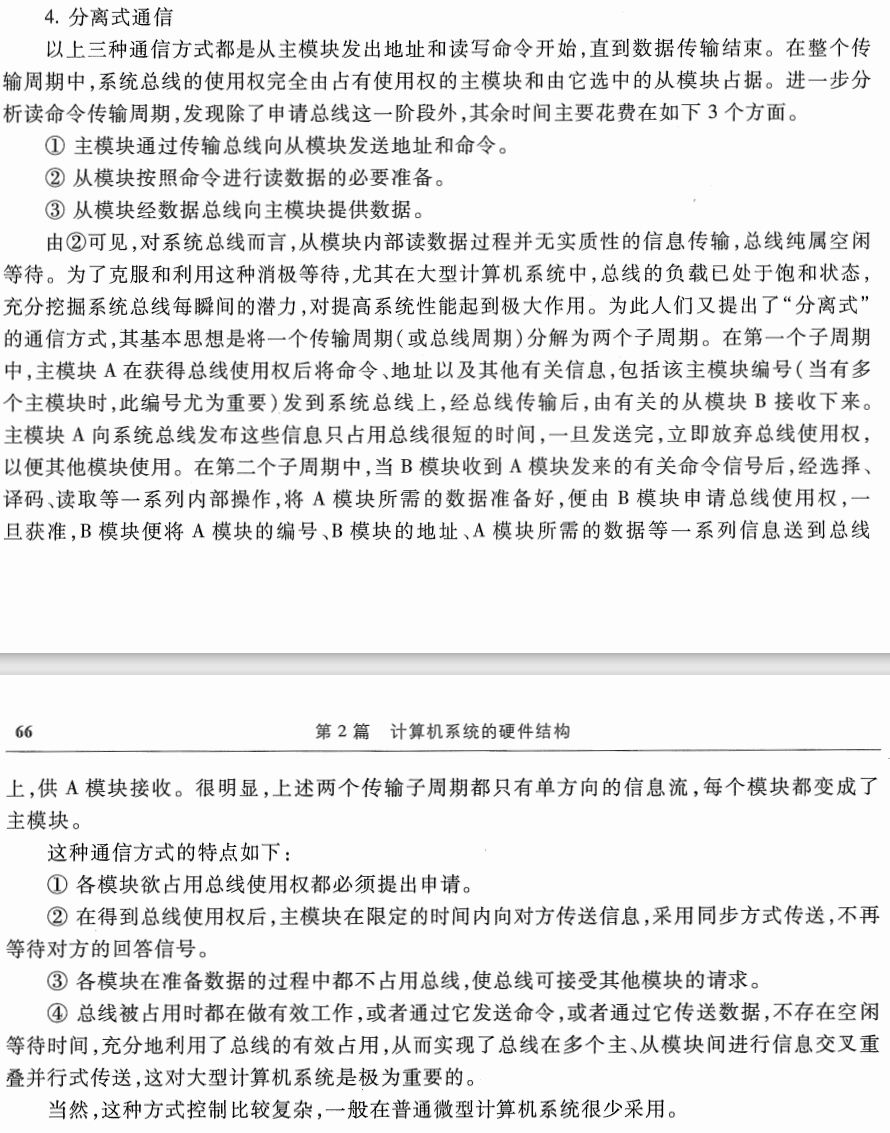 4. 分离式通信
以上三种通信方式都是从主模块发出地址和读写命令开始,直到数据传输结束。在整个传
输周期中,系统总线的使用权完全由占有使用权的主模块和由它选中的从模块占据。进一步分
析读命令传输周期,发现除了申请总线这一阶段外,其余时间主要花费在如下 3 个方面。
① 主模块通过传输总线向从模块发送地址和命令。
② 从模块按照命令进行读数据的必要准备。
③ 从模块经数据总线向主模块提供数据。
由②可见,对系统总线而言,从模块内部读数据过程并无实质性的信息传输,总线纯属空闲
等待。为了克服和利用这种消极等待,尤其在大型计算机系统中,总线的负载已处于饱和状态,
充分挖掘系统总线每瞬间的潜力,对提高系统性能起到极大作用。为此人们又提出了“分离式”
的通信方式,其基本思想是将一个传输周期(或总线周期)分解为两个子周期。在第一个子周期
中,主模块 A 在获得总线使用权后将命令、地址以及其他有关信息,包括该主模块编号(当有多
个主模块时,此编号尤为重要)发到系统总线上,经总线传输后,由有关的从模块 B 接收下来。
主模块 A 向系统总线发布这些信息只占用总线很短的时间,一旦发送完,立即放弃总线使用权,
以便其他模块使用。在第二个子周期中,当 B 模块收到 A 模块发来的有关命令信号后,经选择、
译码、读取等一系列内部操作,将 A 模块所需的数据准备好,便由 B 模块申请总线使用权,一
旦获准,B 模块便将 A 模块的编号、B 模块的地址、A 模块所需的数据等一系列信息送到总线
66 第 2 篇 计算机系统的硬件结构
上,供 A 模块接收。很明显,上述两个传输子周期都只有单方向的信息流,每个模块都变成了
主模块。
这种通信方式的特点如下:
① 各模块欲占用总线使用权都必须提出申请。
② 在得到总线使用权后,主模块在限定的时间内向对方传送信息,采用同步方式传送,不再
等待对方的回答信号。
③ 各模块在准备数据的过程中都不占用总线,使总线可接受其他模块的请求。
④ 总线被占用时都在做有效工作,或者通过它发送命令,或者通过它传送数据,不存在空闲
等待时间,充分地利用了总线的有效占用,从而实现了总线在多个主、从模块间进行信息交叉重
叠并行式传送,这对大型计算机系统是极为重要的。
当然,这种方式控制比较复杂,一般在普通微型计算机系统很少采用。